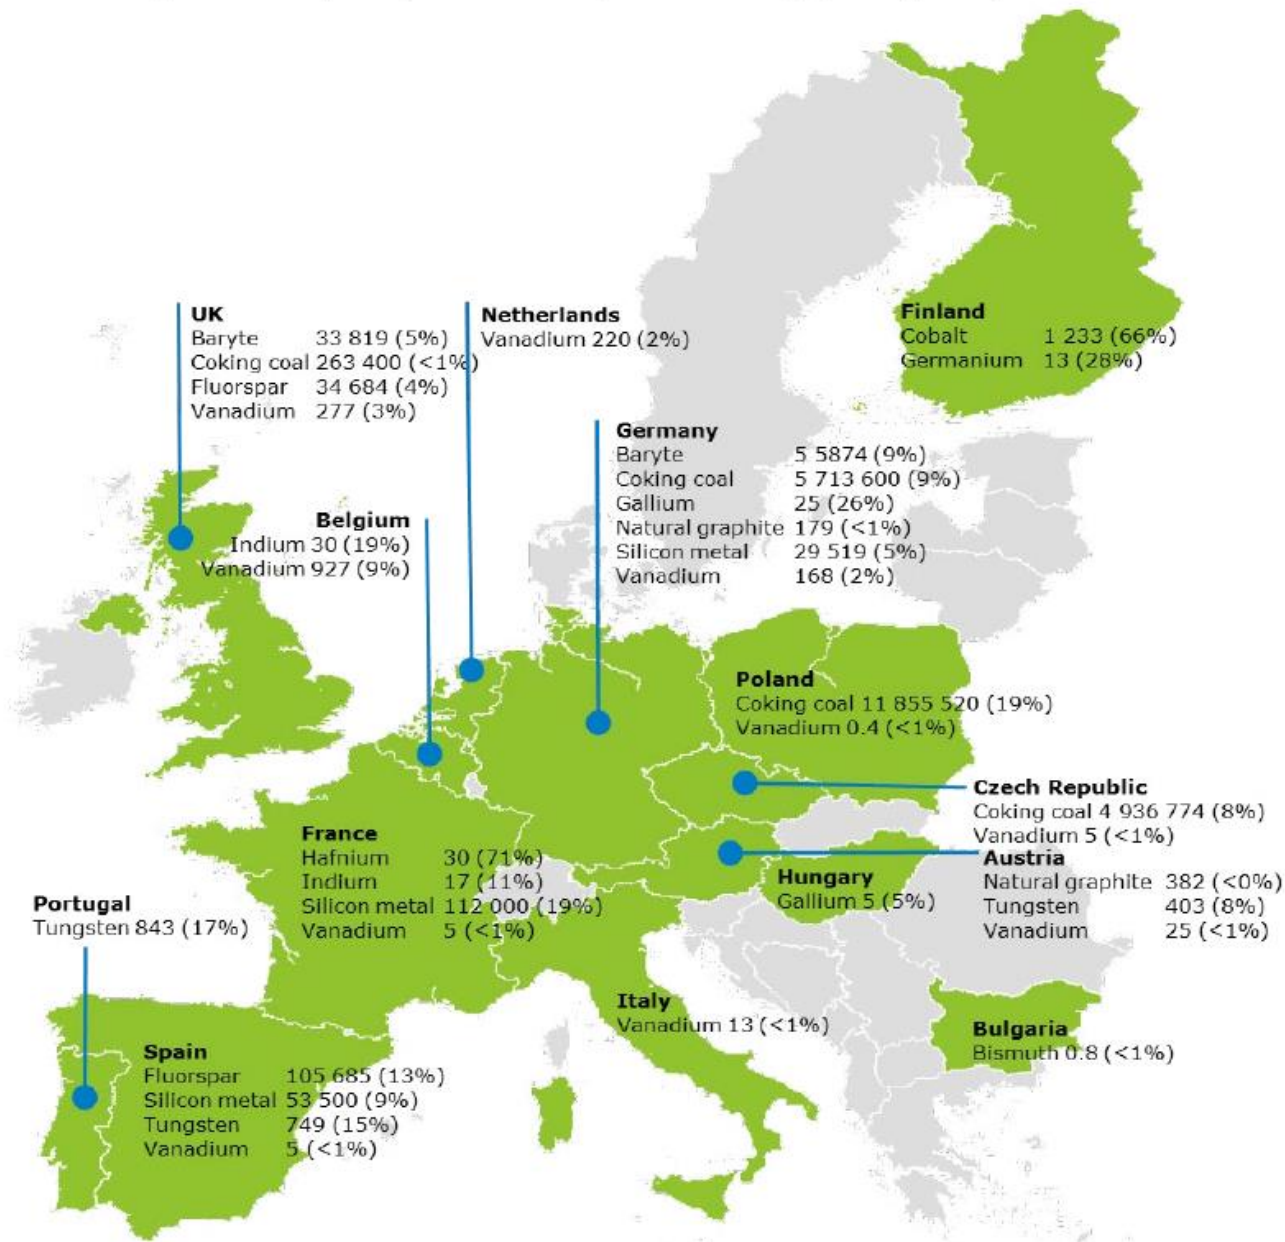 UK
Baryte 33 819 (5%)
Coking coal 263 400 (<1%)
Fluorspar 34 684 (4%)
Vanadium 277 (3%)
Netherlands
Vanadium 220 (2%)
Finland
Cobalt 1 233 (66%)
Germanium 13 (28%)
Germany
Baryte 5 5874 (9%)
Coking coal 5 713 600 (9%)
Gallium 25 (26%)
Natural graphite 179 (<1%)
Silicon metal 29 519 (5%)
Vanadium 168 (2%)
Belgium
Indium 30 (19%)
Vanadium 927 (9%)
Poland
Coking coal 11 855 520 (19%)
Vanadium 0.4 (<1%)
Czech Republic
Coking coal 4 936 774 (8%)
Vanadium 5 (<1%)
Austria
Natural graphite 382 (<0%)
Tungsten 403 (8%)
Vanadium 25 (<1%)
France
Hafnium 30 (71%)
Indium 17 (11%)
Silicon metal 112 000 (19%)
Vanadium 5 (<1%)
Hungary
Gallium 5 (5%)
Portugal
Tungsten 843 (17%)
Italy
Vanadium 13 (<1%)
Bulgaria
Bismuth 0.8 (<1%)
Spain
Fluorspar 105 685 (13%)
Silicon metal 53 500 (9%)
Tungsten 749 (15%)
Vanadium 5 (<1%)